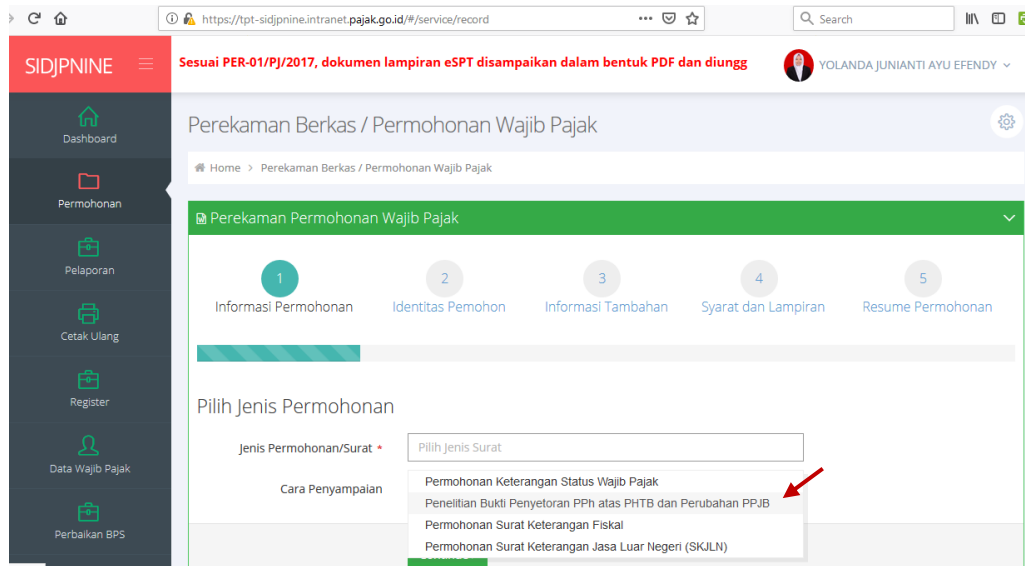 https://tpt-sidjpnine.intranet.pajak.go.id/#/service/record
Search
SIDJPNINE
Sesuai PER-01/PJ/2017, dokumen lampiran eSPT disampaikan dalam bentuk PDF dan diungg
YOLANDA JUNIANTI AYU EFENDY
Dashboard
Permohonan
Pelaporan
Cetak Ulang
Register
Data Wajib Pajak
Perbaikan BPS
Perekaman Berkas / Permohonan Wajib Pajak
Home > Perekaman Berkas / Permohonan Wajib Pajak
Perekaman Permohonan Wajib Pajak
1 2 3 4 5
Informasi Permohonan Identitas Pemohon Informasi Tambahan Syarat dan Lampiran Resume Permohonan
Pilih Jenis Permohonan
Jenis Permohonan/Surat * Pilih Jenis Surat
Cara Penyampaian
Permohonan Keterangan Status Wajib Pajak
Penelitian Bukti Penyetoran PPh atas PHTB dan Perubahan PPJB
Permohonan Surat Keterangan Fiskal
Permohonan Surat Keterangan Jasa Luar Negeri (SKJLN)